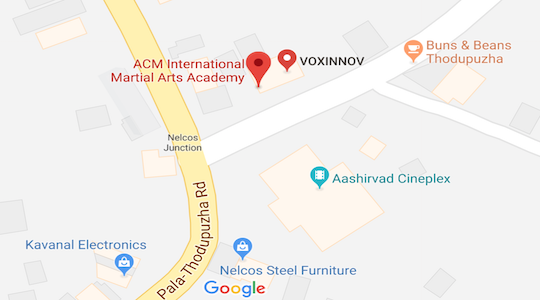 Buns & Beans
Thodupuzha
ACM International
Martial Arts Academy
VOXINNOV
Nelcos
Junction
Aashirvad Cineplex
Pala-Thodupuzha Rd
Kavanal Electronics
Nelcos Steel Furniture
Google